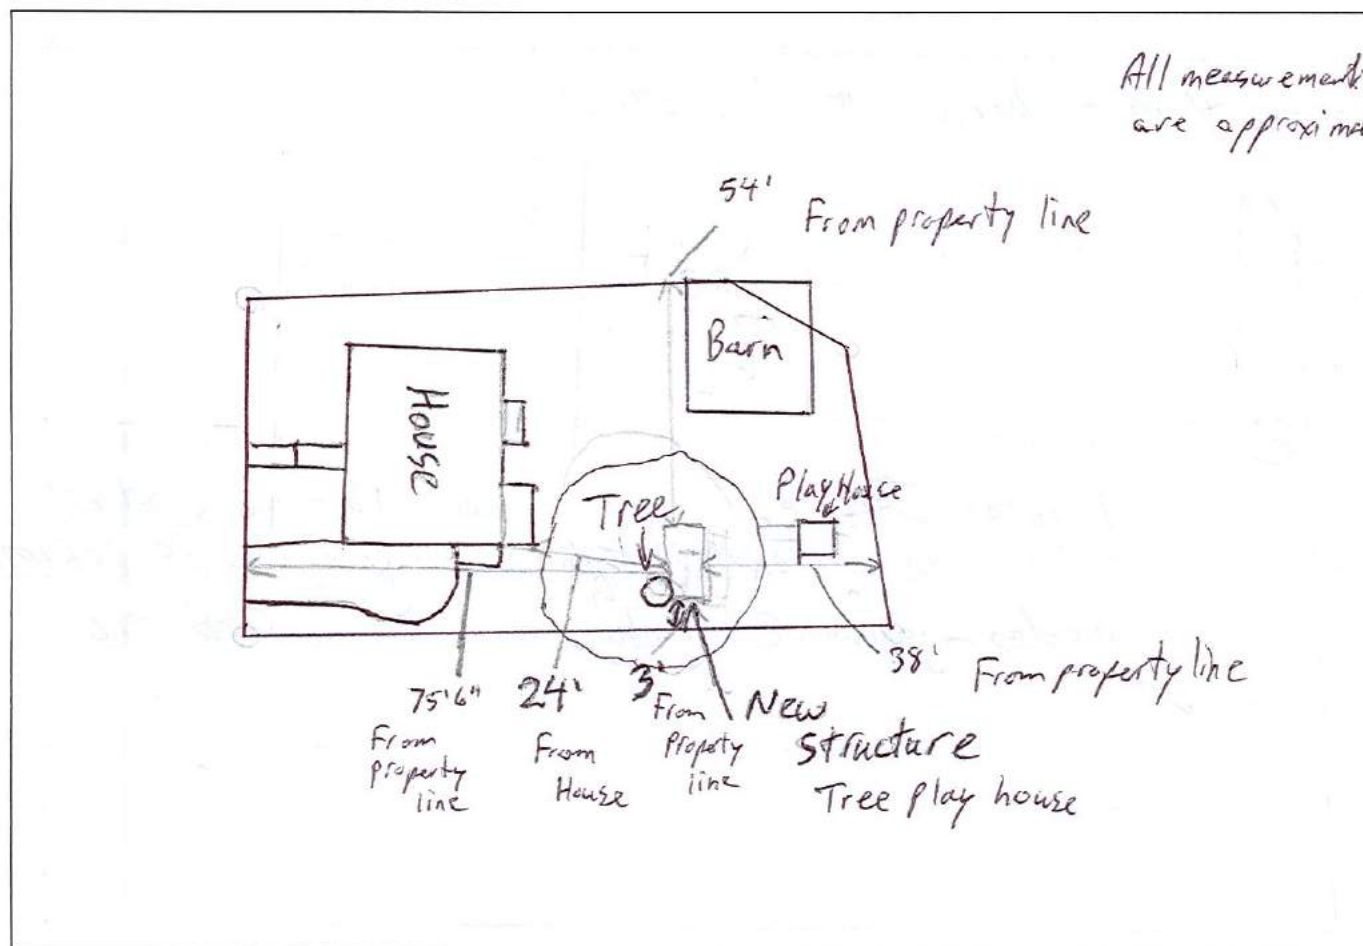 All measurement
are approxima
54'
From property line
Barn
House
Play House
Tree
38'
From property line
75'6"
From
property
line
24'
From
House
3'
From
Property
line
New
structure
Tree play house